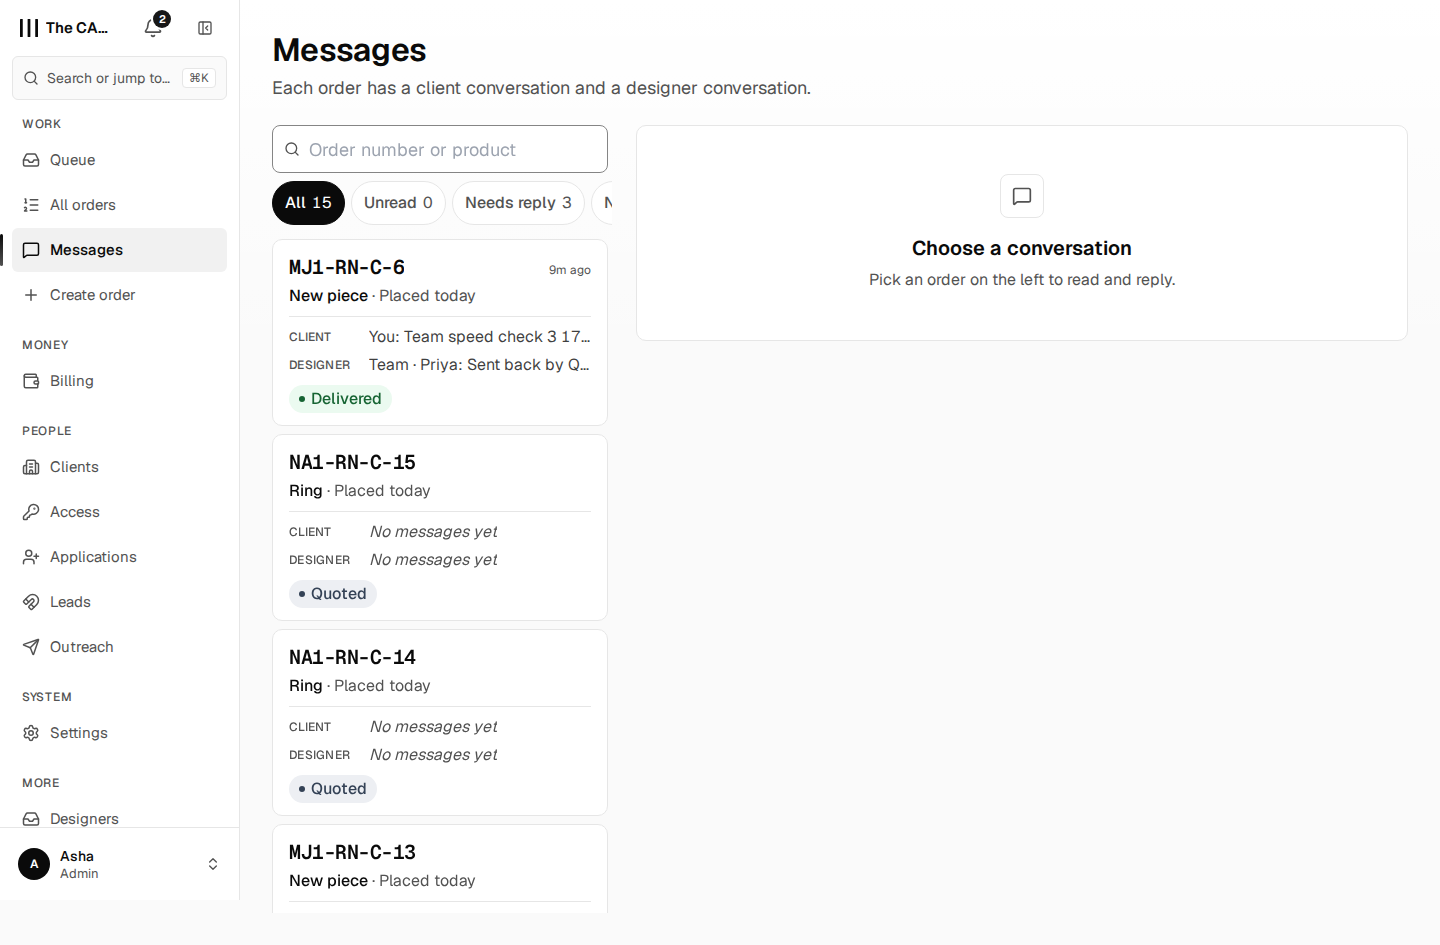 The CA...
2
Search or jump to... ⌘K
WORK
Queue
All orders
Messages
Create order
MONEY
Billing
PEOPLE
Clients
Access
Applications
Leads
Outreach
SYSTEM
Settings
MORE
Designers
A
Asha
Admin
Messages
Each order has a client conversation and a designer conversation.
Order number or product
All 15 Unread 0 Needs reply 3
MJ1-RN-C-6 9m ago
New piece · Placed today
CLIENT You: Team speed check 3 17...
DESIGNER Team · Priya: Sent back by Q...
Delivered
NA1-RN-C-15
Ring · Placed today
CLIENT No messages yet
DESIGNER No messages yet
Quoted
NA1-RN-C-14
Ring · Placed today
CLIENT No messages yet
DESIGNER No messages yet
Quoted
MJ1-RN-C-13
New piece · Placed today
Choose a conversation
Pick an order on the left to read and reply.